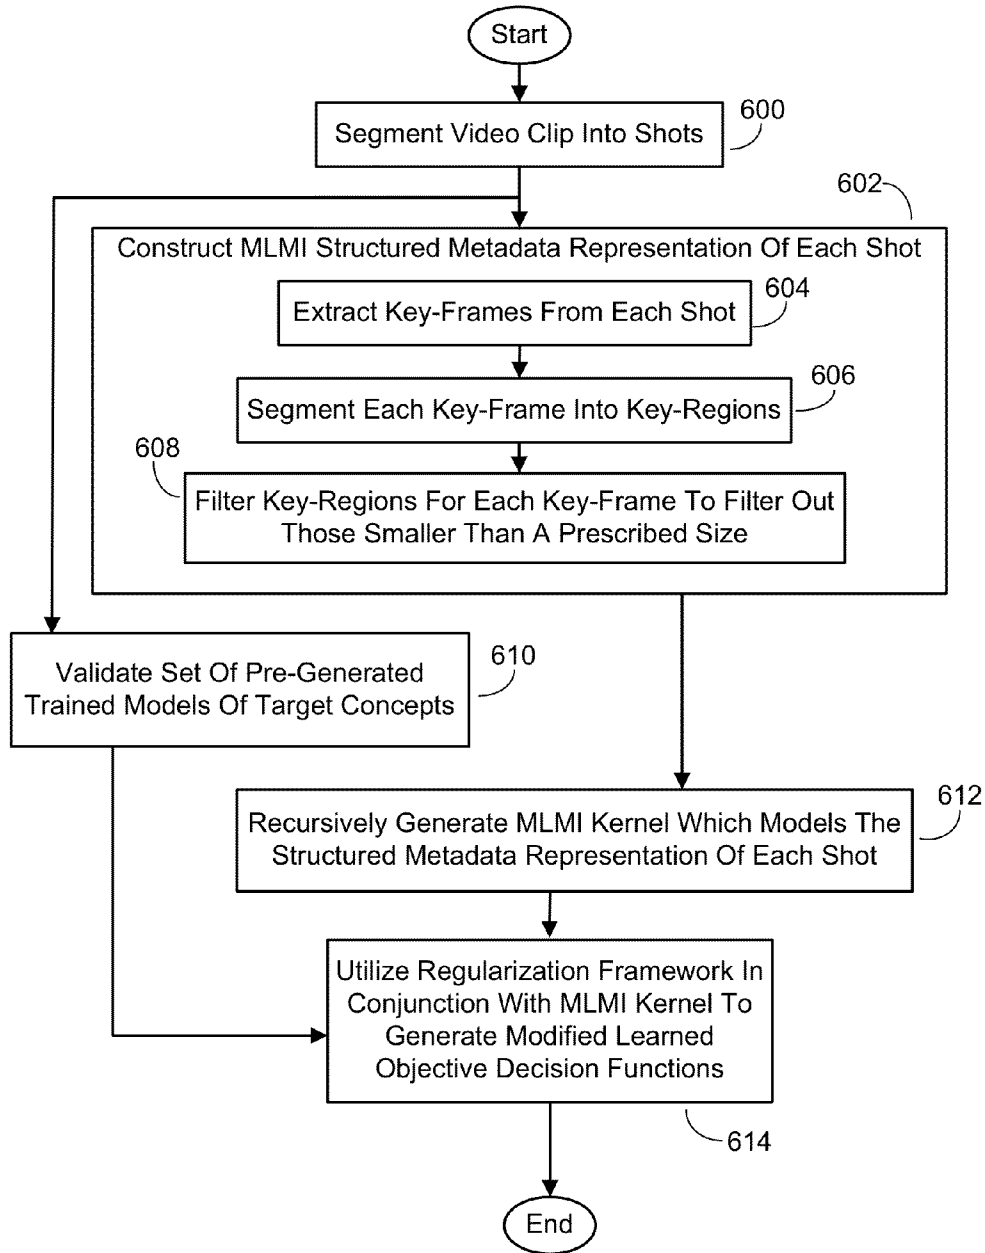 Start
Segment Video Clip Into Shots
600
602
Construct MLMI Structured Metadata Representation Of Each Shot
604
Extract Key-Frames From Each Shot
606
Segment Each Key-Frame Into Key-Regions
608
Filter Key-Regions For Each Key-Frame To Filter Out
Those Smaller Than A Prescribed Size
610
Validate Set Of Pre-Generated
Trained Models Of Target Concepts
612
Recursively Generate MLMI Kernel Which Models The
Structured Metadata Representation Of Each Shot
Utilize Regularization Framework In
Conjunction With MLMI Kernel To
Generate Modified Learned
Objective Decision Functions
614
End